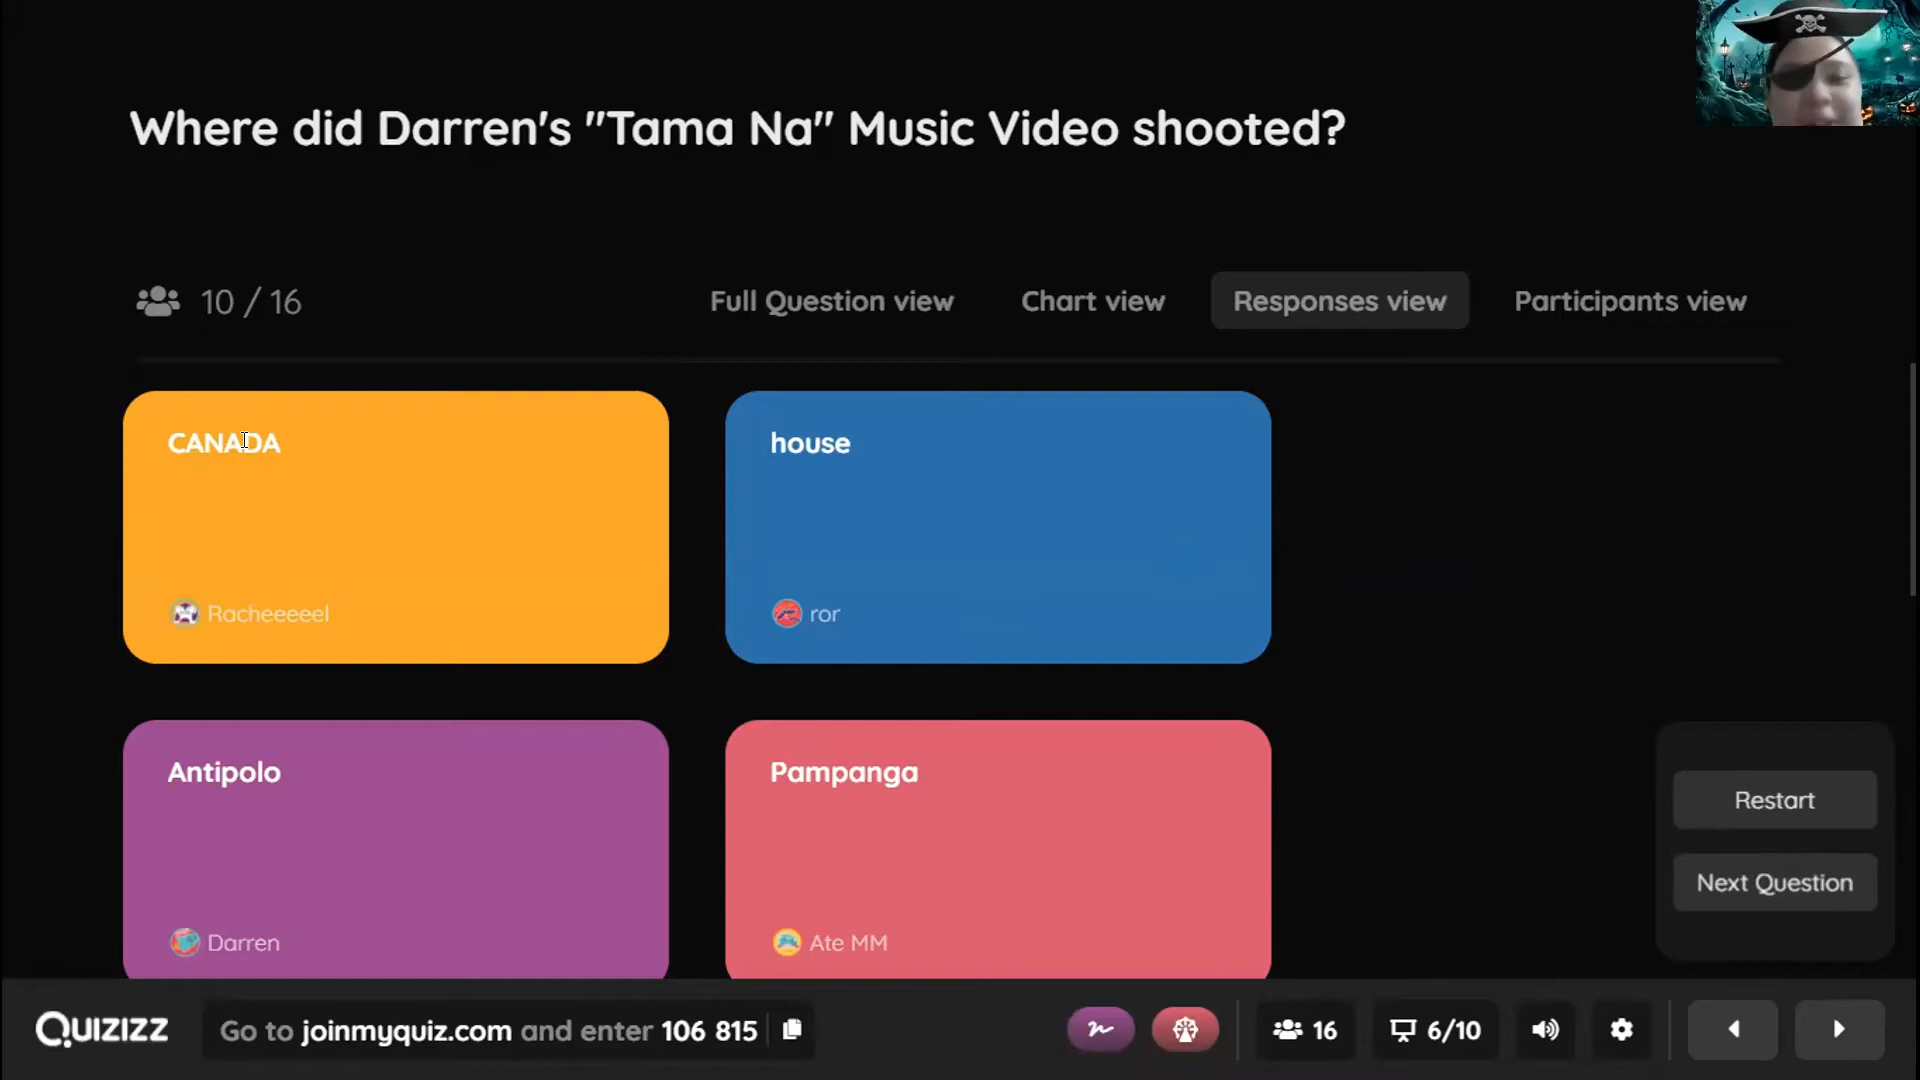 Where did Darren's "Tama Na" Music Video shooted?
10 / 16
Full Question view
Chart view
Responses view
Participants view
CANADA
Racheeeeel
house
ror
Antipolo
Darren
Pampanga
Ate MM
Restart
Next Question
QUIZIZZ
Go to joinmyquiz.com and enter 106 815
16
6/10